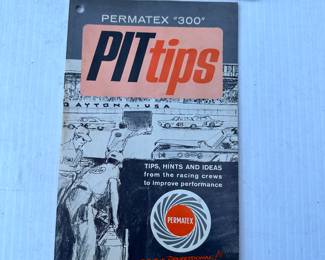 PERMATEX "300"
PIT tips
DAYTONA · USA
TIPS, HINTS AND IDEAS
from the racing crews
to improve performance
PERMATEX